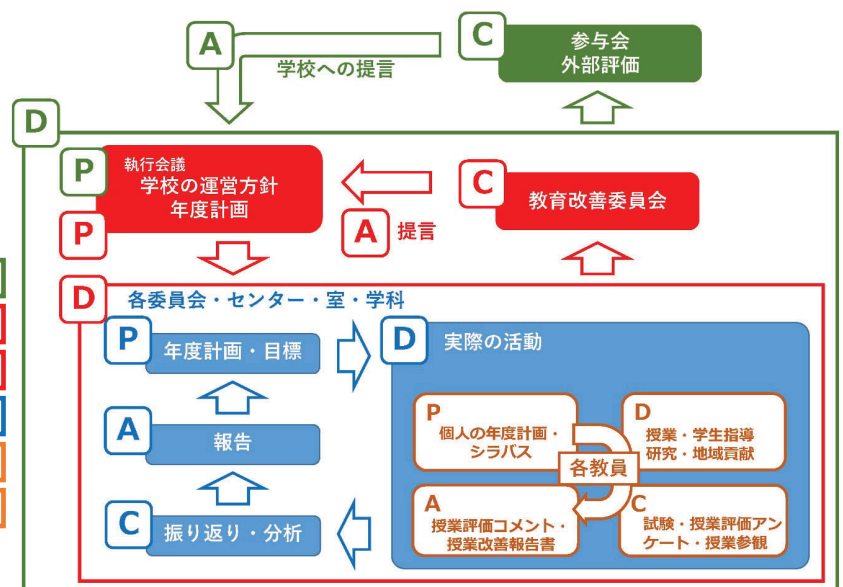 A
学校への提言
C
参与会
外部評価
D
P
執行会議
学校の運営方針
年度計画
P
A
提言
C
教育改善委員会
D
各委員会・センター・室・学科
P
年度計画・目標
A
報告
C
振り返り・分析
D
実際の活動
P
個人の年度計画・
シラバス
D
授業・学生指導
研究・地域貢献
各教員
A
授業評価コメント・
授業改善報告書
C
試験・授業評価アン
ケート・授業参観